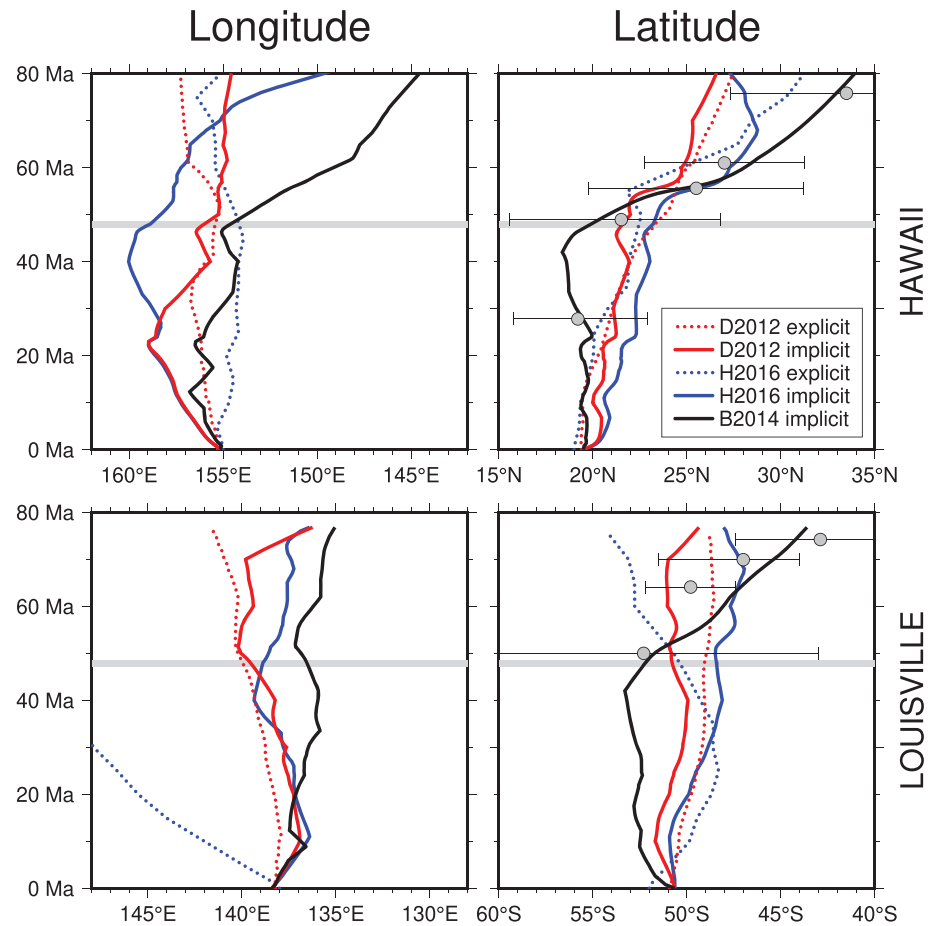 Longitude
Latitude
80 Ma
60 Ma
40 Ma
20 Ma
0 Ma
160°E
155°E
150°E
145°E
15N
20°N
25°N
30°N
35N
HAWAII
D2012 explicit
D2012 implicit
H2016 explicit
H2016 implicit
B2014 implicit
80 Ma
60 Ma
40 Ma
20 Ma
0 Ma
145°E
140°E
135°E
130°E
60°S
55°S
50°S
45°S
40°S
LOUISVILLE